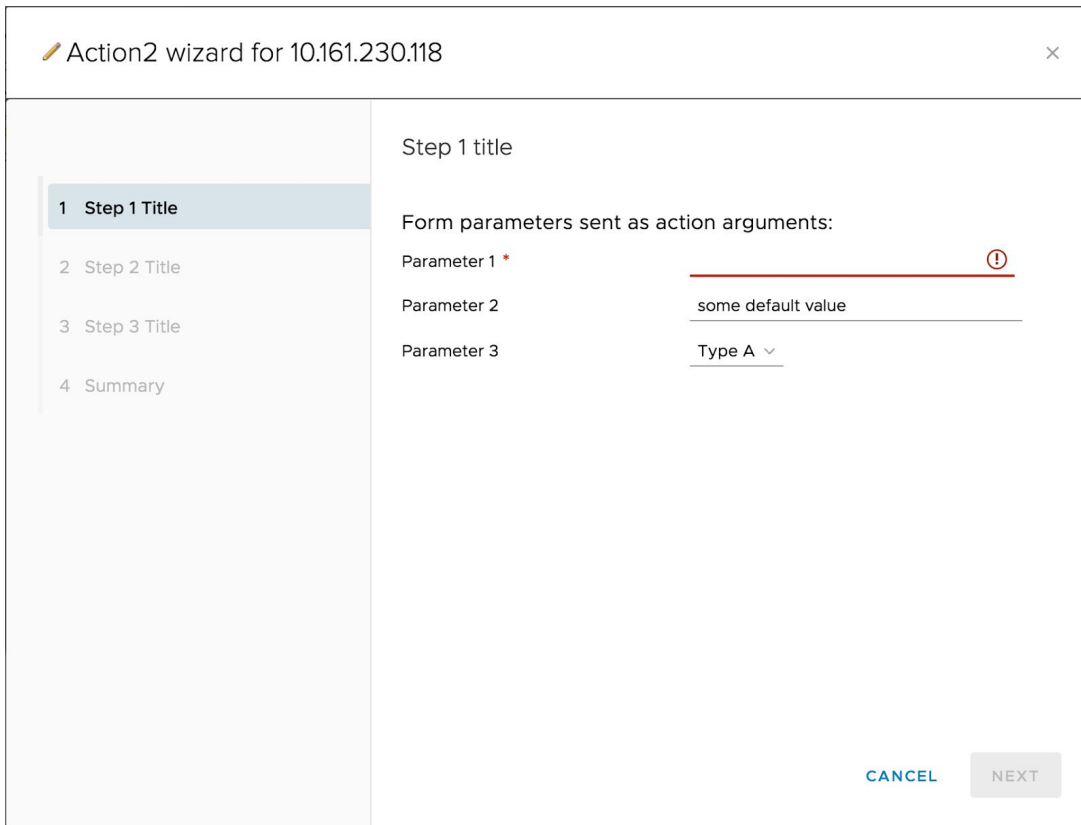 Action2 wizard for 10.161.230.118
Step 1 title
1 Step 1 Title
2 Step 2 Title
3 Step 3 Title
4 Summary
Form parameters sent as action arguments:
Parameter 1 *
Parameter 2 some default value
Parameter 3 Type A
CANCEL NEXT